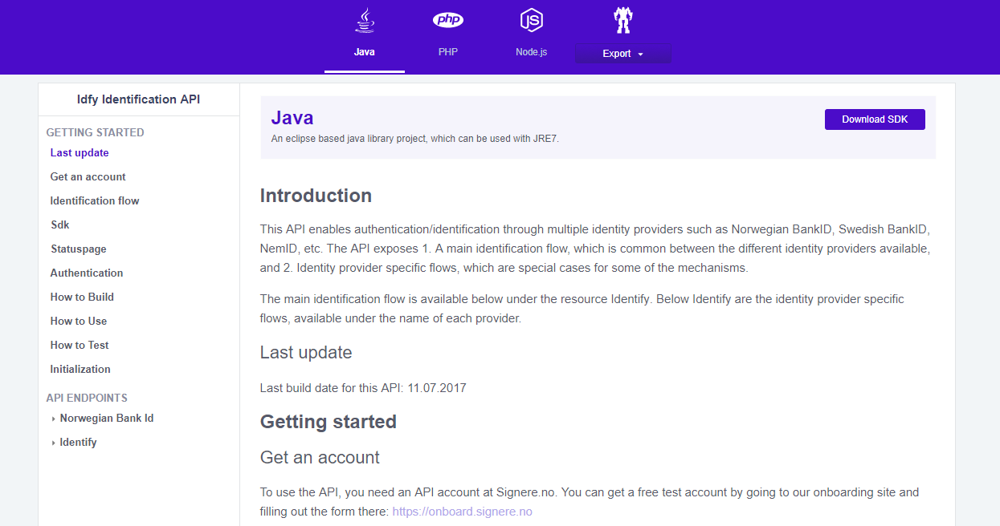 php
JS
Java
PHP
Node.js
Export
Idfy Identification API
GETTING STARTED
Last update
Get an account
Identification flow
Sdk
Statuspage
Authentication
How to Build
How to Use
How to Test
Initialization
API ENDPOINTS
Norwegian Bank Id
Identify
Java
Download SDK
An eclipse based java library project, which can be used with JRE7.
Introduction
This API enables authentication/identification through multiple identity providers such as Norwegian BankID, Swedish BankID,
NemID, etc. The API exposes 1. A main identification flow, which is common between the different identity providers available,
and 2. Identity provider specific flows, which are special cases for some of the mechanisms.
The main identification flow is available below under the resource Identify. Below Identify are the identity provider specific
flows, available under the name of each provider.
Last update
Last build date for this API: 11.07.2017
Getting started
Get an account
To use the API, you need an API account at Signere.no. You can get a free test account by going to our onboarding site and
filling out the form there: https://onboard.signere.no